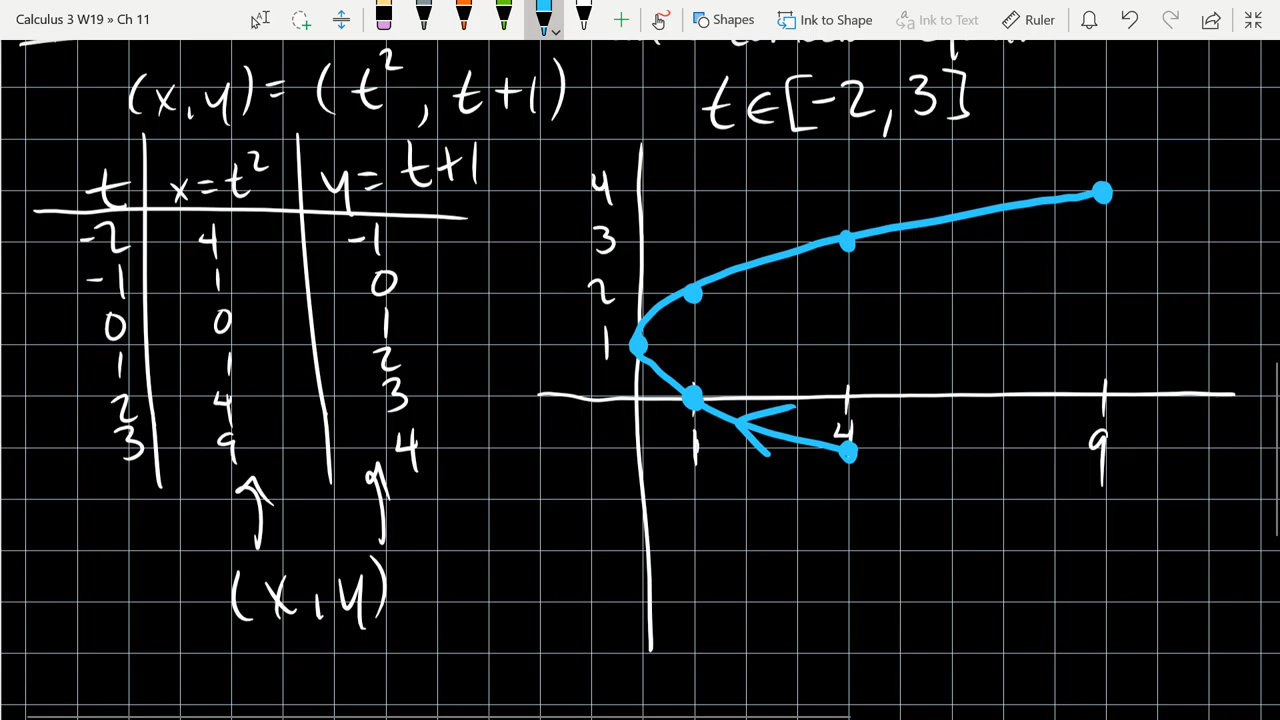 Calculus 3 W19 » Ch 11
Shapes
Ink to Shape
Ink to Text
Ruler
(x,y) = (t², t+1)
t∈[-2,3]
t x=t² y=t+1
-2 4 -1
-1 1 0
0 0 1
1 1 2
2 4 3
3 9 4
(x,y)
4
3
2
1
1 4 9